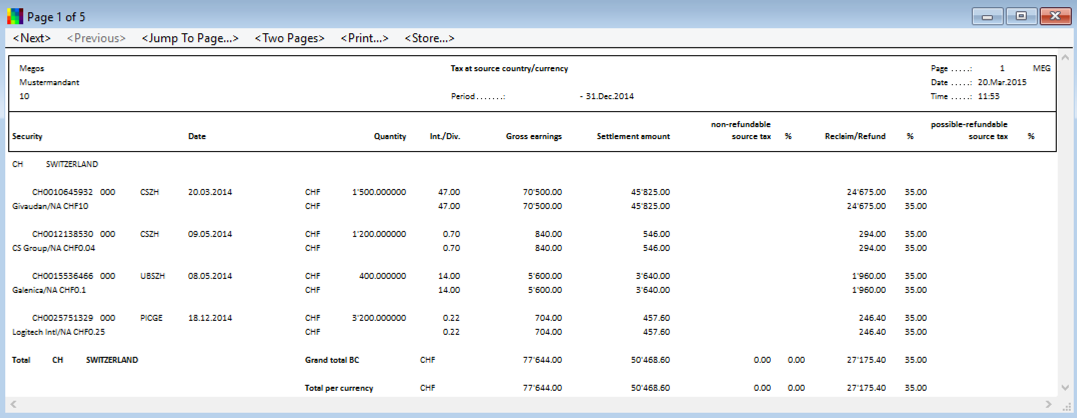 Page 1 of 5
<Next> <Previous> <Jump To Page...> <Two Pages> <Print...> <Store...>
Megos Tax at source country/currency Page .....: 1 MEG
Mustermandant Date .....: 20.Mar.2015
10 Period.......: - 31.Dec.2014 Time .....: 11:53
non-refundable possible-refundable
Security Date Quantity Int./Div. Gross earnings Settlement amount source tax % Reclaim/Refund % source tax %
CH SWITZERLAND
CH0010645932 000 CSZH 20.03.2014 CHF 1'500.000000 47.00 70'500.00 45'825.00 24'675.00 35.00
Givaudan/NA CHF10 CHF 47.00 70'500.00 45'825.00 24'675.00 35.00
CH0012138530 000 CSZH 09.05.2014 CHF 1'200.000000 0.70 840.00 546.00 294.00 35.00
CS Group/NA CHF0.04 CHF 0.70 840.00 546.00 294.00 35.00
CH0015536466 000 UBSZH 08.05.2014 CHF 400.000000 14.00 5'600.00 3'640.00 1'960.00 35.00
Galenica/NA CHF0.1 CHF 14.00 5'600.00 3'640.00 1'960.00 35.00
CH0025751329 000 PICGE 18.12.2014 CHF 3'200.000000 0.22 704.00 457.60 246.40 35.00
Logitech Intl/NA CHF0.25 CHF 0.22 704.00 457.60 246.40 35.00
Total CH SWITZERLAND Grand total BC CHF 77'644.00 50'468.60 0.00 0.00 27'175.40 35.00
Total per currency CHF 77'644.00 50'468.60 0.00 0.00 27'175.40 35.00